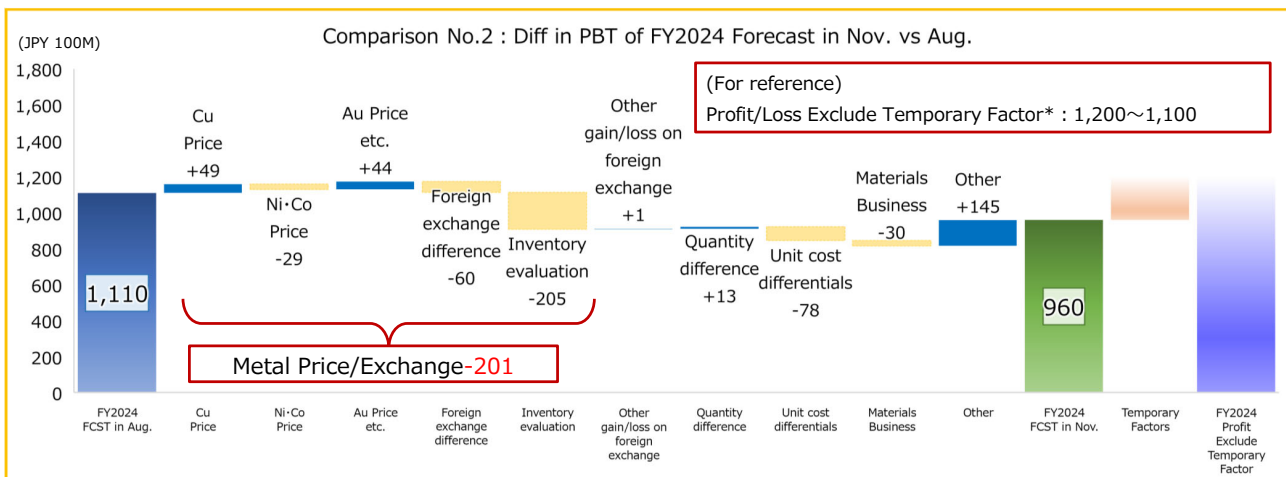 Comparison No.2 : Diff in PBT of FY2024 Forecast in Nov. vs Aug.
(JPY 100M)
(For reference)
Profit/Loss Exclude Temporary Factor* : 1,200～1,100
1,800
1,600
1,400
1,200
1,000
800
600
400
200
0
1,110
Cu
Price
+49
Ni･Co
Price
-29
Au Price
etc.
+44
Foreign
exchange
difference
-60
Inventory
evaluation
-205
Other
gain/loss on
foreign
exchange
+1
Quantity
difference
+13
Unit cost
differentials
-78
Materials
Business
-30
Other
+145
960
Metal Price/Exchange-201
FY2024
FCST in Aug.
Cu
Price
Ni･Co
Price
Au Price
etc.
Foreign
exchange
difference
Inventory
evaluation
Other
gain/loss on
foreign
exchange
Quantity
difference
Unit cost
differentials
Materials
Business
Other
FY2024
FCST in Nov.
Temporary
Factors
FY2024
Profit
Exclude
Temporary
Factor